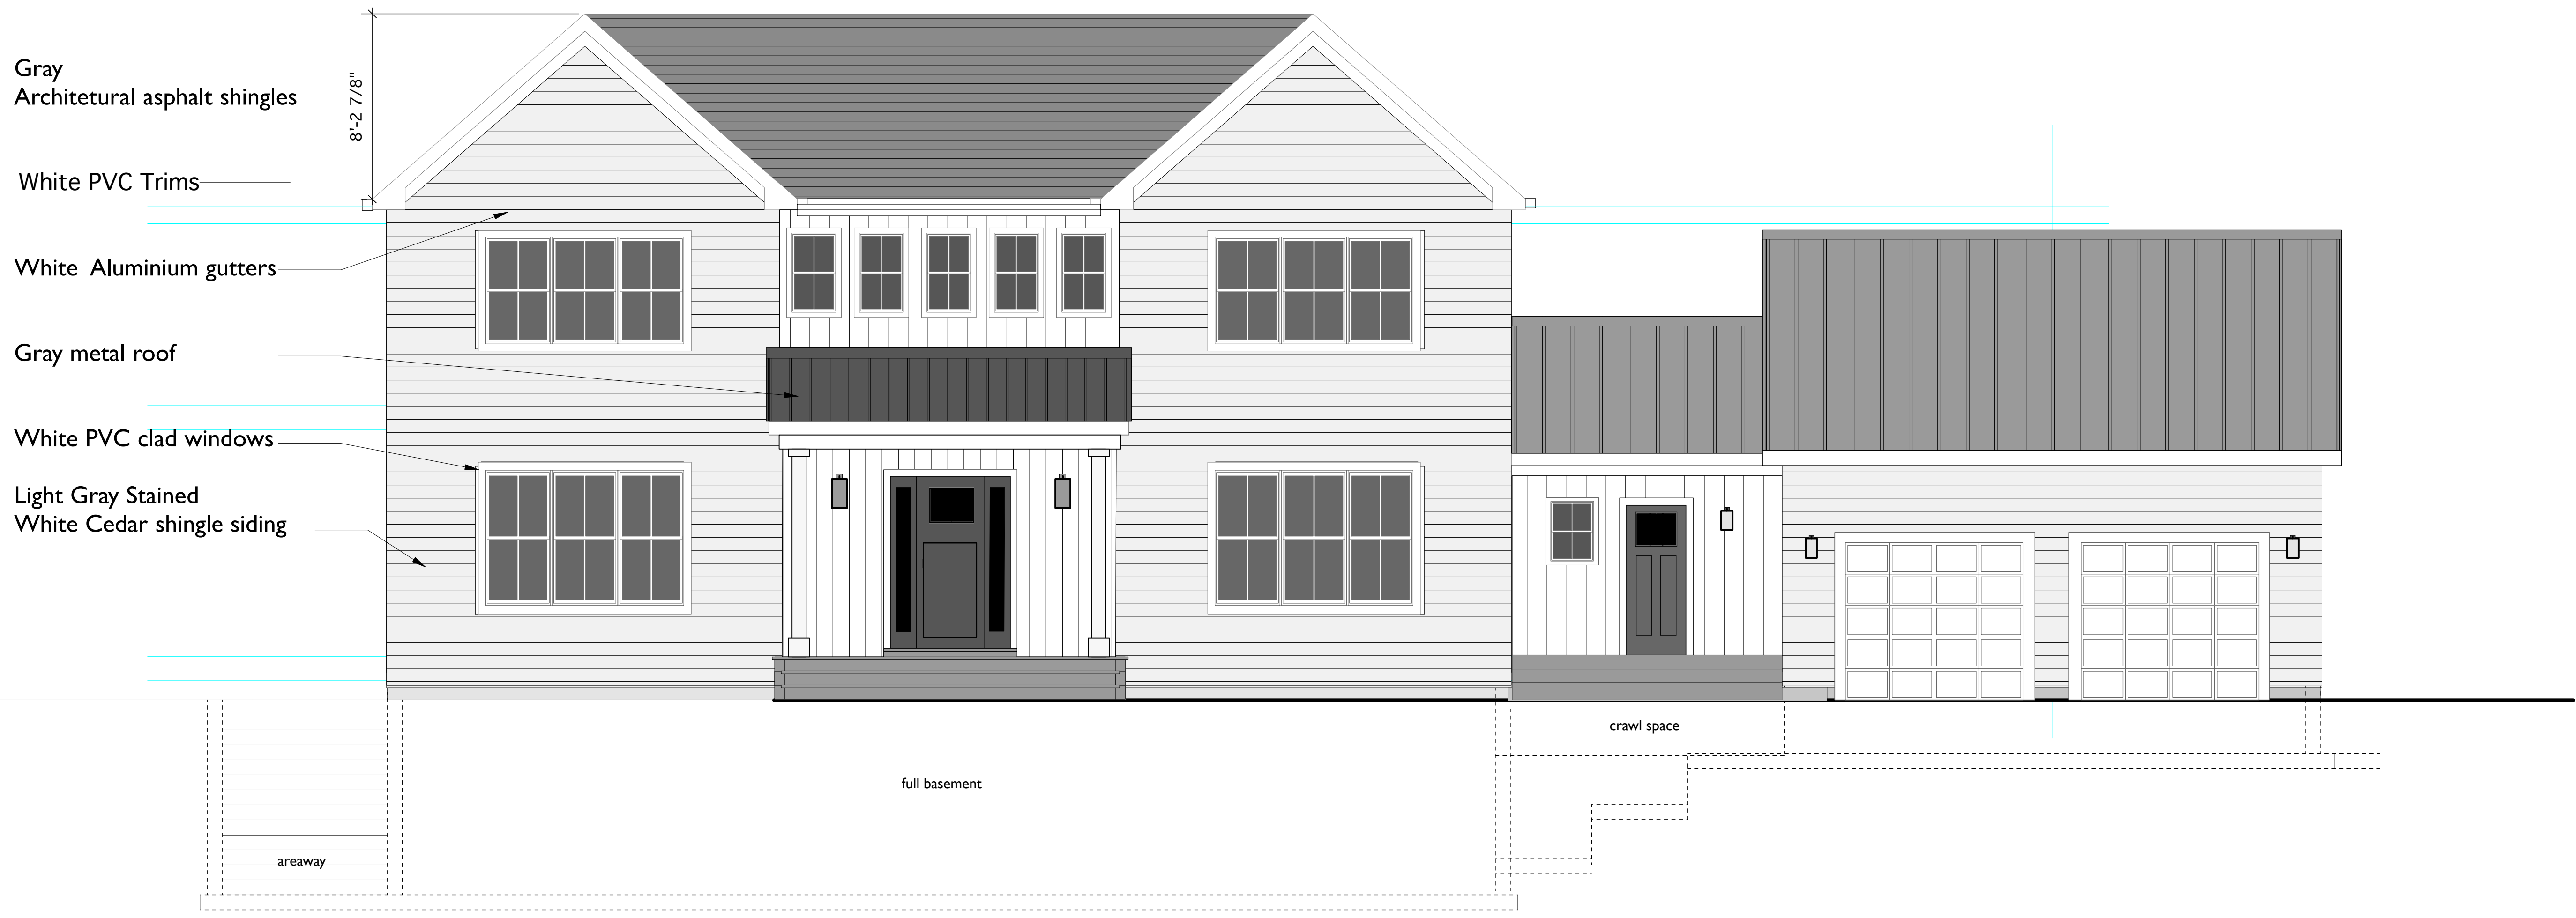 Gray
Architetural asphalt shingles
8'-2 7/8"
White PVC Trims
White Aluminium gutters
Gray metal roof
White PVC clad windows
Light Gray Stained
White Cedar shingle siding
crawl space
full basement
areaway